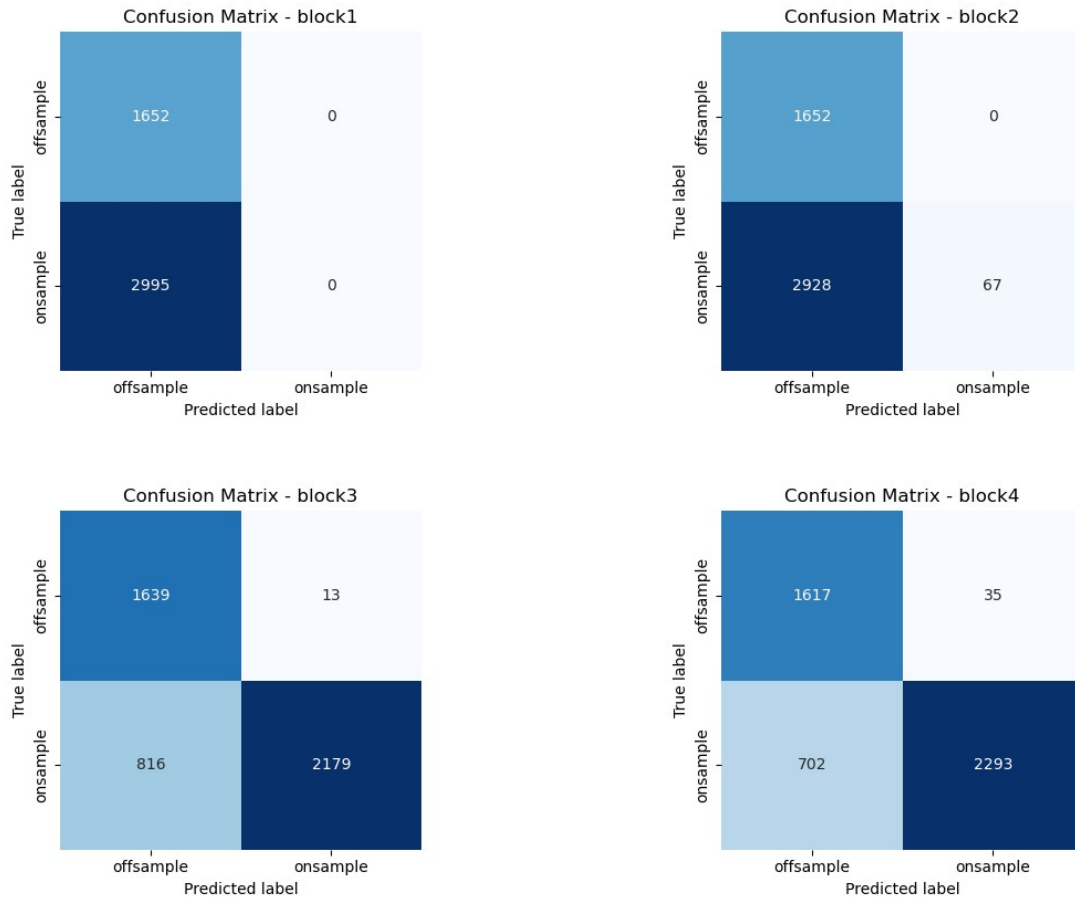 Confusion Matrix - block1
offsample
1652
0
True label
onsample
2995
0
offsample
onsample
Predicted label
Confusion Matrix - block2
offsample
1652
0
True label
onsample
2928
67
offsample
onsample
Predicted label
Confusion Matrix - block3
offsample
1639
13
True label
onsample
816
2179
offsample
onsample
Predicted label
Confusion Matrix - block4
offsample
1617
35
True label
onsample
702
2293
offsample
onsample
Predicted label